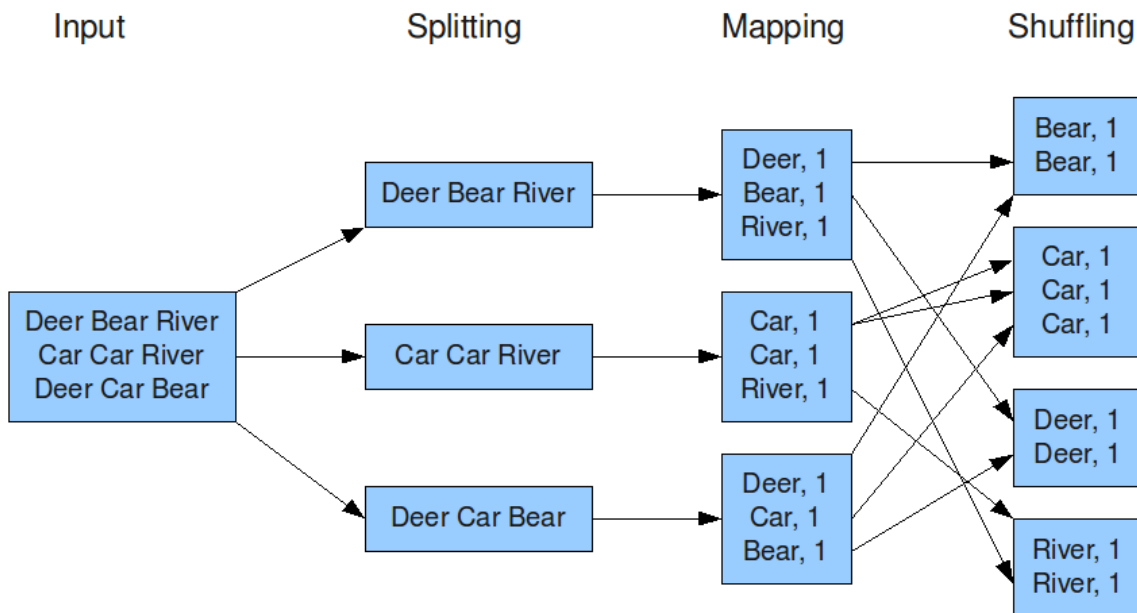 Input
Splitting
Mapping
Shuffling
Deer Bear River
Car Car River
Deer Car Bear
Deer Bear River
Car Car River
Deer Car Bear
Deer, 1
Bear, 1
River, 1
Car, 1
Car, 1
River, 1
Deer, 1
Car, 1
Bear, 1
Bear, 1
Bear, 1
Car, 1
Car, 1
Car, 1
Deer, 1
Deer, 1
River, 1
River, 1